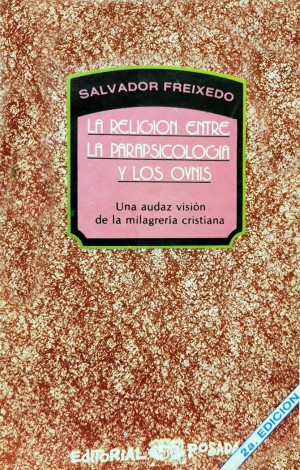 SALVADOR FREIXEDO
LA RELIGION ENTRE
LA PARAPSICOLOGIA
Y LOS OVNIS
Una audaz visión
de la milagrería cristiana
2a. EDICION
EDITORIAL POSADA